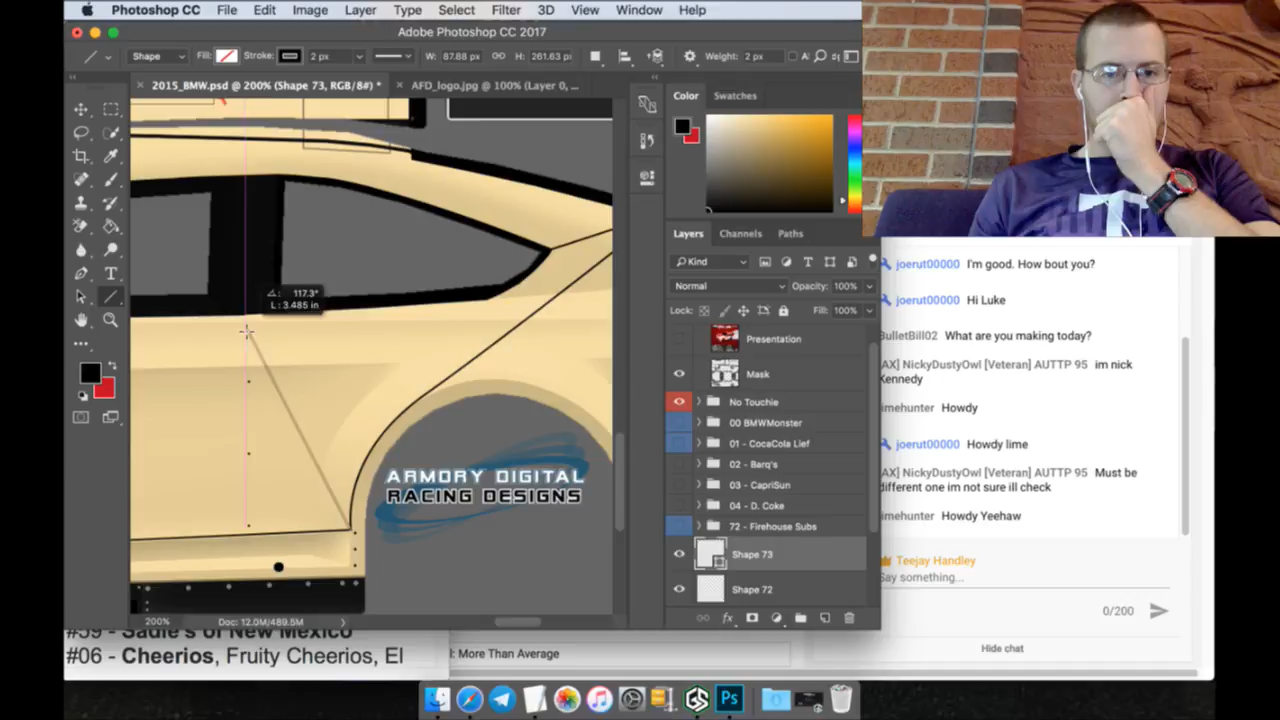 Photoshop CC File Edit Image Layer Type Select Filter 3D View Window Help
Adobe Photoshop CC 2017
Shape Fill: Stroke: 2 px W: 87.88 px H: 261.63 px Weight: 2 px
2015_BMW.psd @ 200% (Shape 73, RGB/8#) * AFD_logo.jpg @ 100% (Layer 0, ...
Color Swatches
Layers Channels Paths
Kind
Normal Opacity: 100%
Lock: Fill: 100%
Presentation
Mask
No Touchie
00 BMWMonster
01 - CocaCola Lief
02 - Barq's
03 - CapriSun
04 - D. Coke
72 - Firehouse Subs
Shape 73
Shape 72
117.3°
L: 3.485 in
ARMORY DIGITAL
RACING DESIGNS
200% Doc: 12.0M/489.5M
joerut00000 I'm good. How bout you?
joerut00000 Hi Luke
BulletBill02 What are you making today?
AX] NickyDustyOwl [Veteran] AUTTP 95 im nick
Kennedy
imehunter Howdy
joerut00000 Howdy lime
AX] NickyDustyOwl [Veteran] AUTTP 95 Must be
different one im not sure ill check
imehunter Howdy Yeehaw
Teejay Handley
Say something...
0/200
Hide chat
#59 - Sadie's of New Mexico
#06 - Cheerios, Fruity Cheerios, El
: More Than Average
Ps